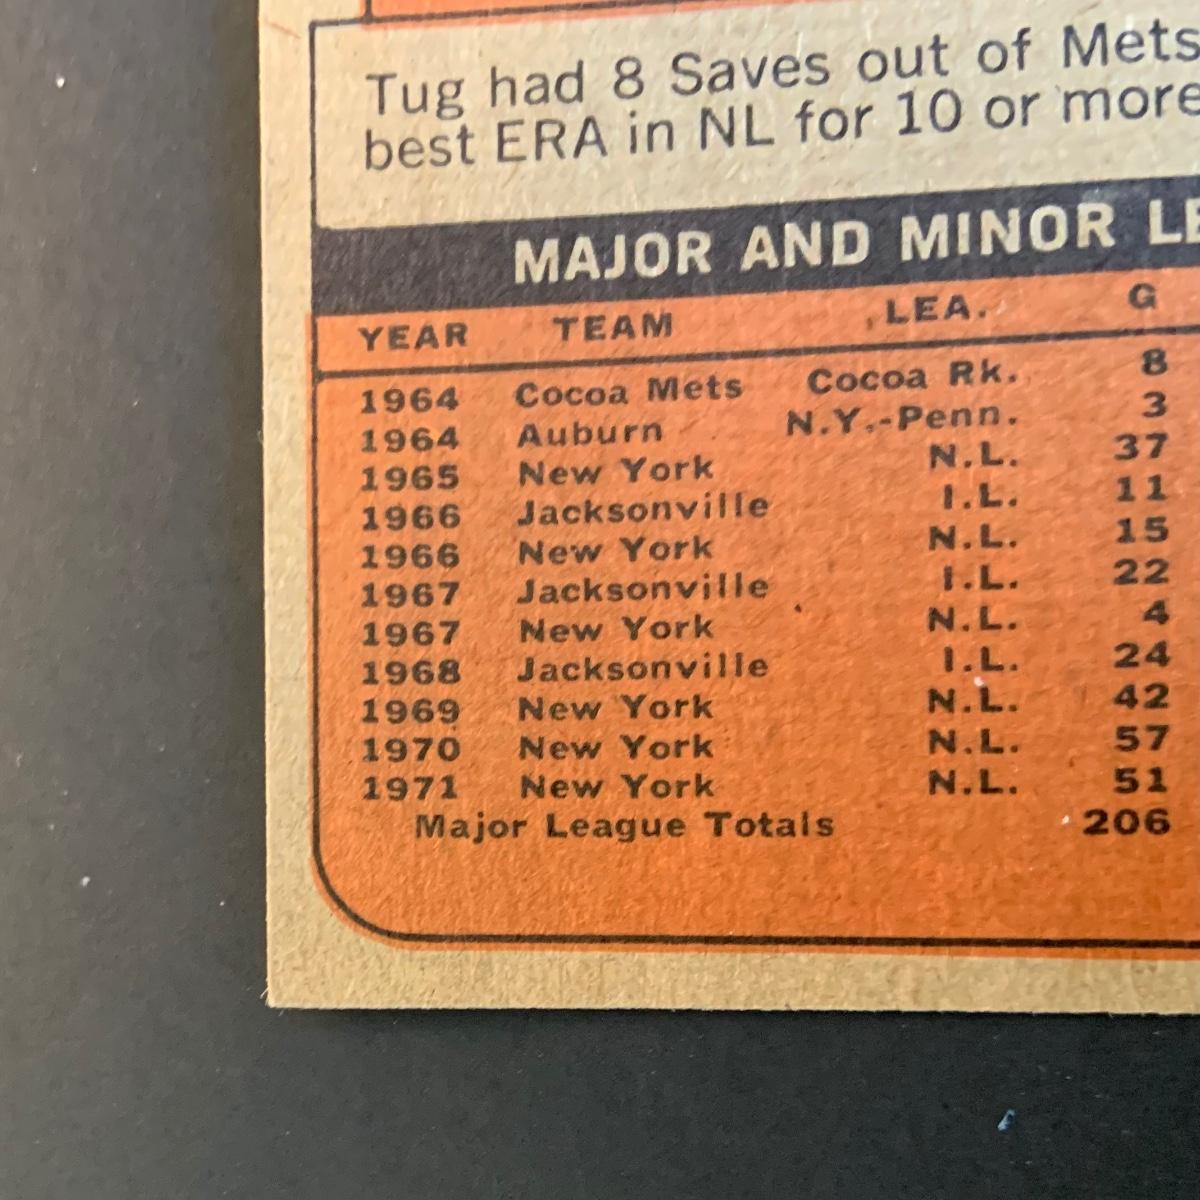 Tug had 8 Saves out of Mets
best ERA in NL for 10 or more
MAJOR AND MINOR LE
YEAR TEAM LEA. G
1964 Cocoa Mets Cocoa Rk. 8
1964 Auburn N.Y.-Penn. 3
1965 New York N.L. 37
1966 Jacksonville I.L. 11
1966 New York N.L. 15
1967 Jacksonville I.L. 22
1967 New York N.L. 4
1968 Jacksonville I.L. 24
1969 New York N.L. 42
1970 New York N.L. 57
1971 New York N.L. 51
Major League Totals 206